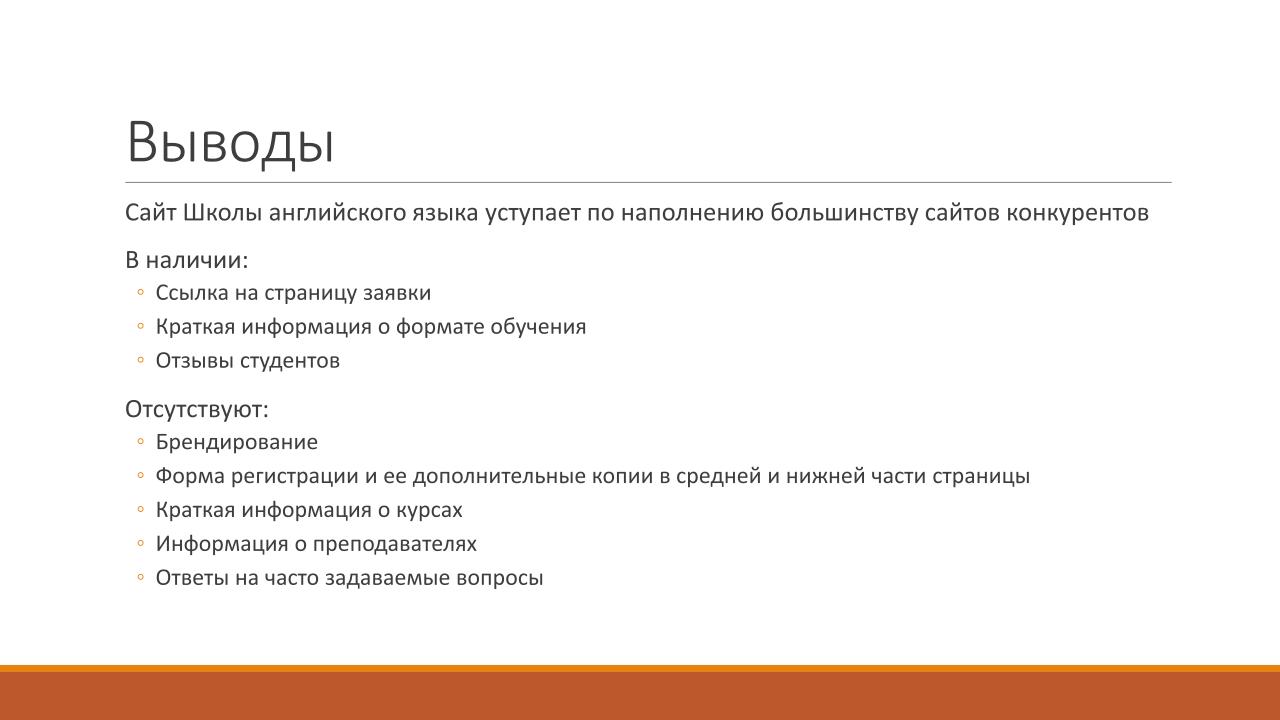 Выводы
Сайт Школы английского языка уступает по наполнению большинству сайтов конкурентов
В наличии:
◦ Ссылка на страницу заявки
◦ Краткая информация о формате обучения
◦ Отзывы студентов
Отсутствуют:
◦ Брендирование
◦ Форма регистрации и ее дополнительные копии в средней и нижней части страницы
◦ Краткая информация о курсах
◦ Информация о преподавателях
◦ Ответы на часто задаваемые вопросы